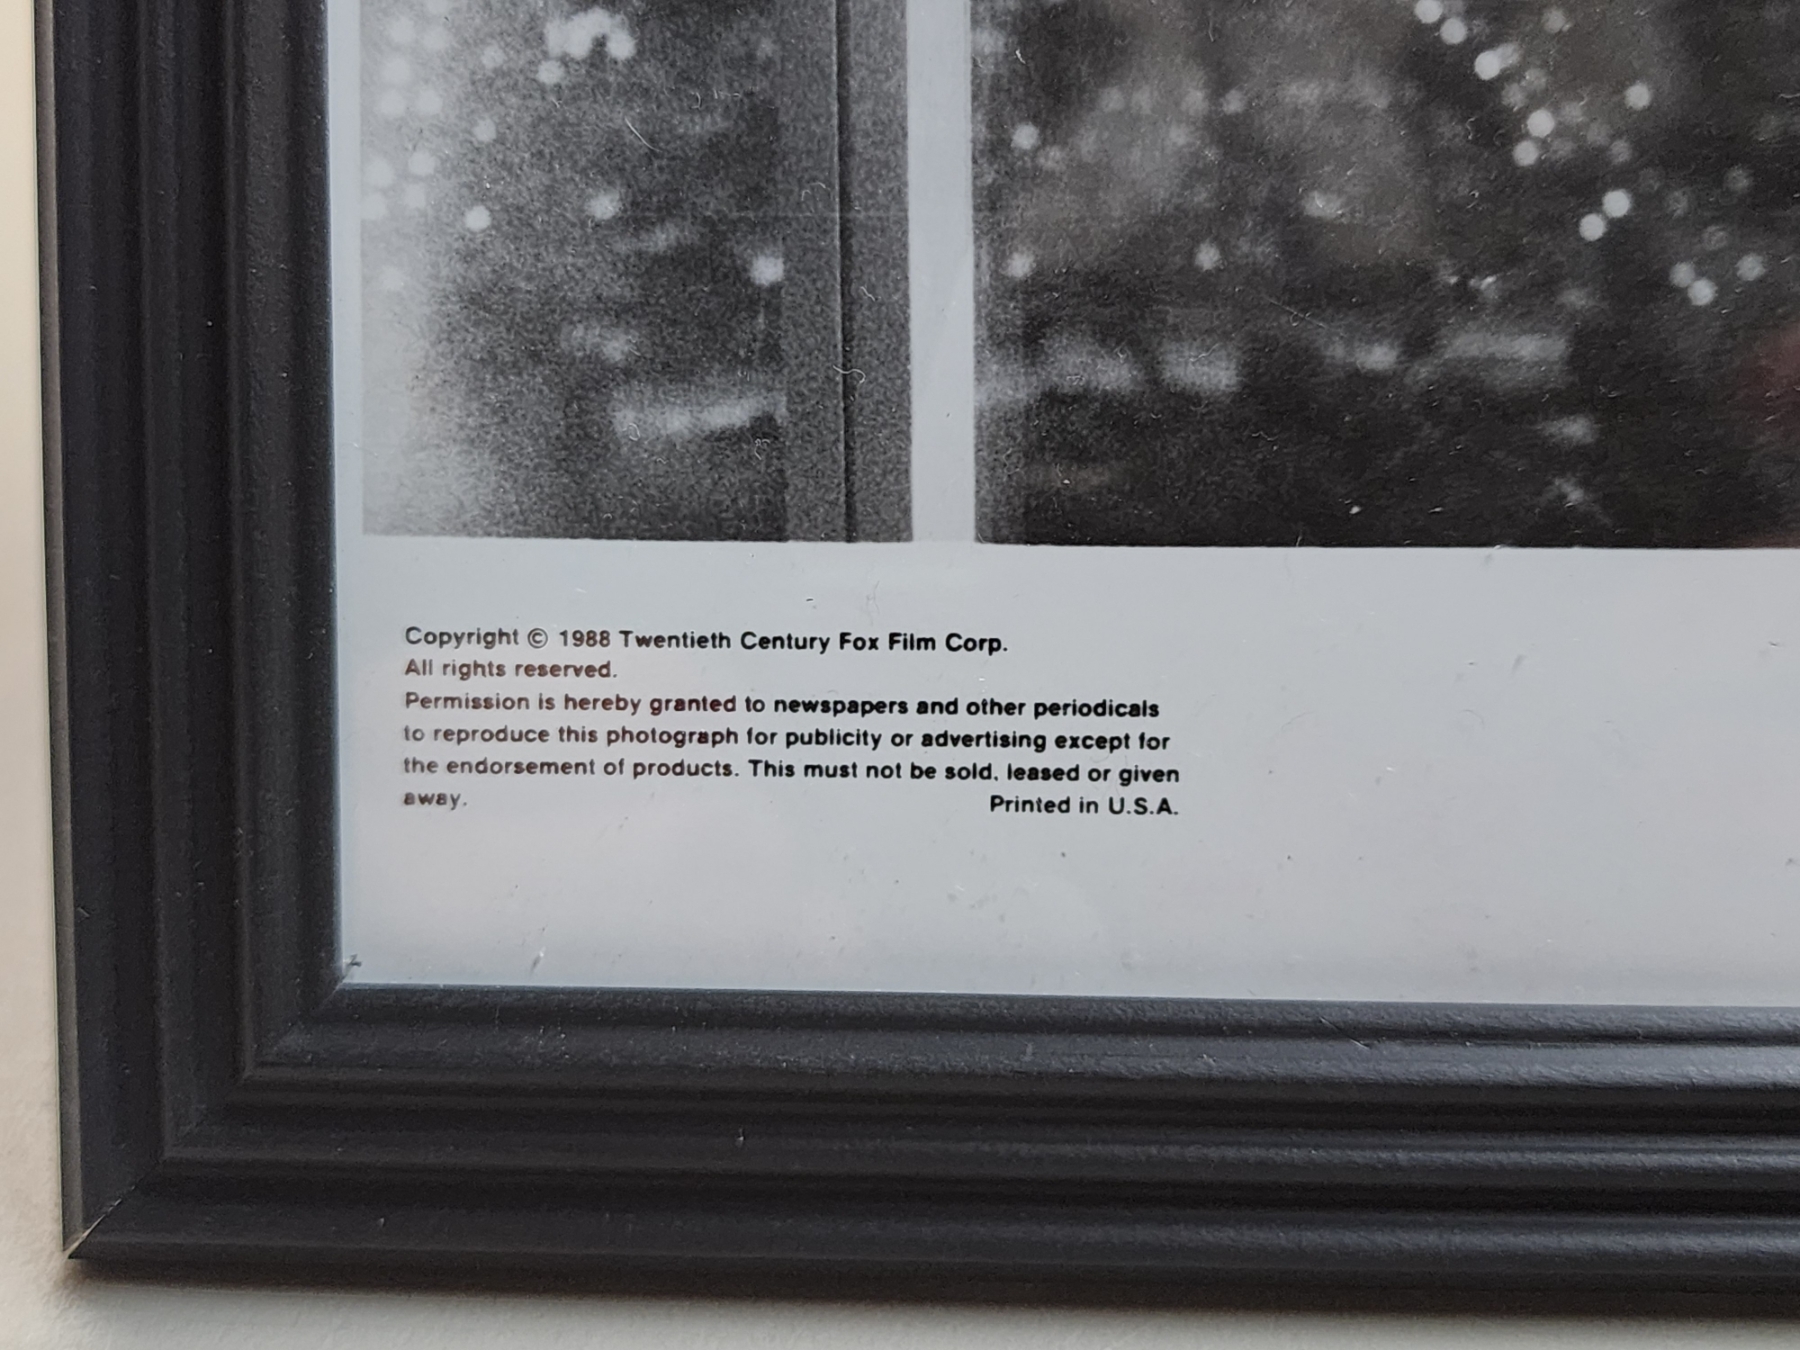 Copyright © 1988 Twentieth Century Fox Film Corp.
All rights reserved.
Permission is hereby granted to newspapers and other periodicals
to reproduce this photograph for publicity or advertising except for
the endorsement of products. This must not be sold, leased or given
away. Printed in U.S.A.